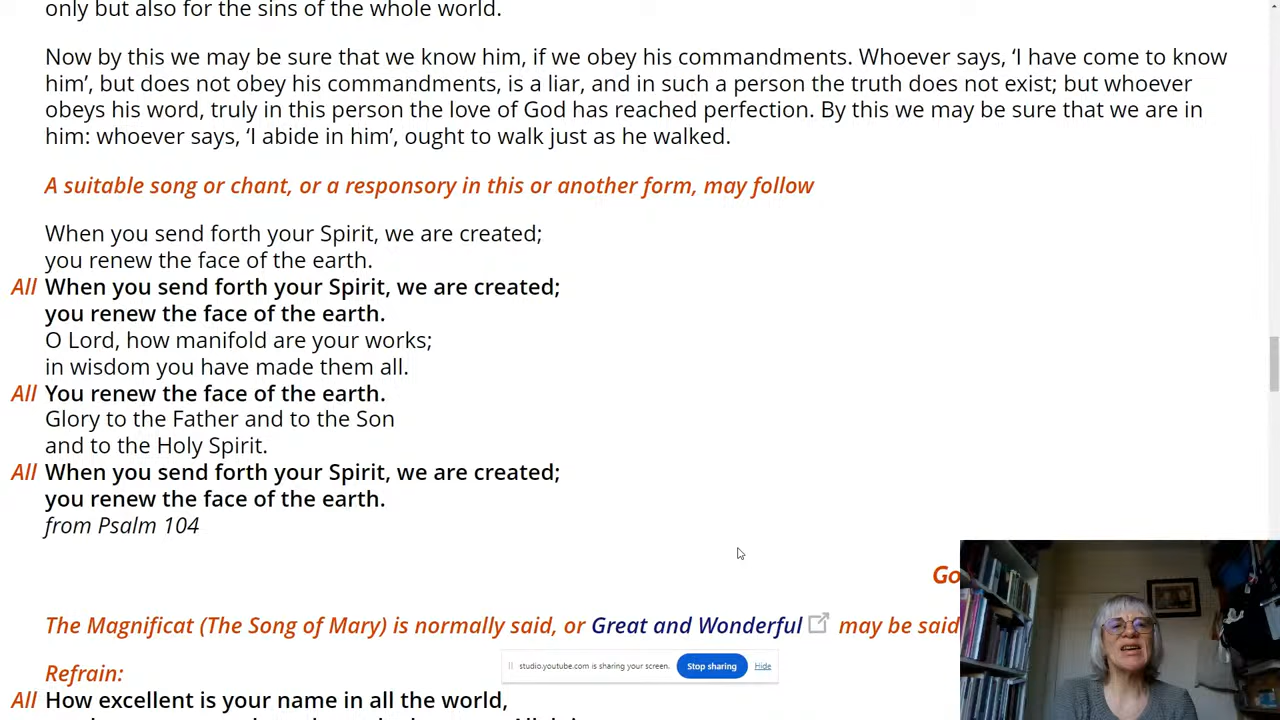 only but also for the sins of the whole world.
Now by this we may be sure that we know him, if we obey his commandments. Whoever says, ‘I have come to know
him’, but does not obey his commandments, is a liar, and in such a person the truth does not exist; but whoever
obeys his word, truly in this person the love of God has reached perfection. By this we may be sure that we are in
him: whoever says, ‘I abide in him’, ought to walk just as he walked.
A suitable song or chant, or a responsory in this or another form, may follow
When you send forth your Spirit, we are created;
you renew the face of the earth.
All When you send forth your Spirit, we are created;
you renew the face of the earth.
O Lord, how manifold are your works;
in wisdom you have made them all.
All You renew the face of the earth.
Glory to the Father and to the Son
and to the Holy Spirit.
All When you send forth your Spirit, we are created;
you renew the face of the earth.
from Psalm 104
Go
The Magnificat (The Song of Mary) is normally said, or Great and Wonderful may be said
studio.youtube.com is sharing your screen. Stop sharing Hide
Refrain:
All How excellent is your name in all the world,